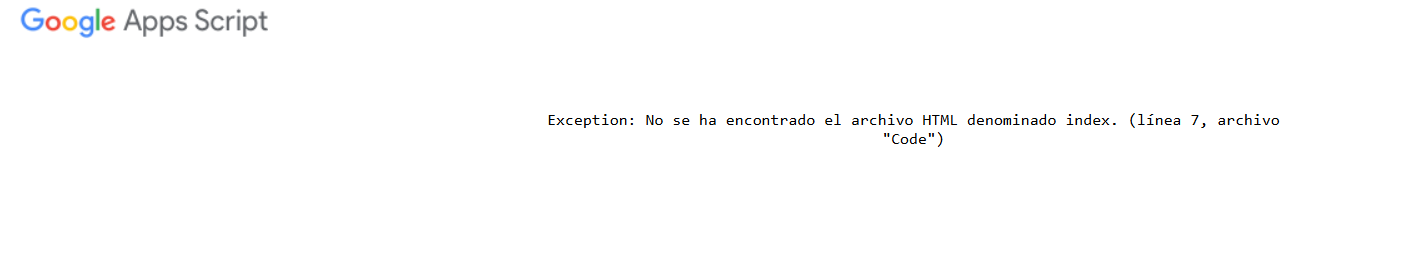 Google Apps Script
Exception: No se ha encontrado el archivo HTML denominado index. (línea 7, archivo
"Code")